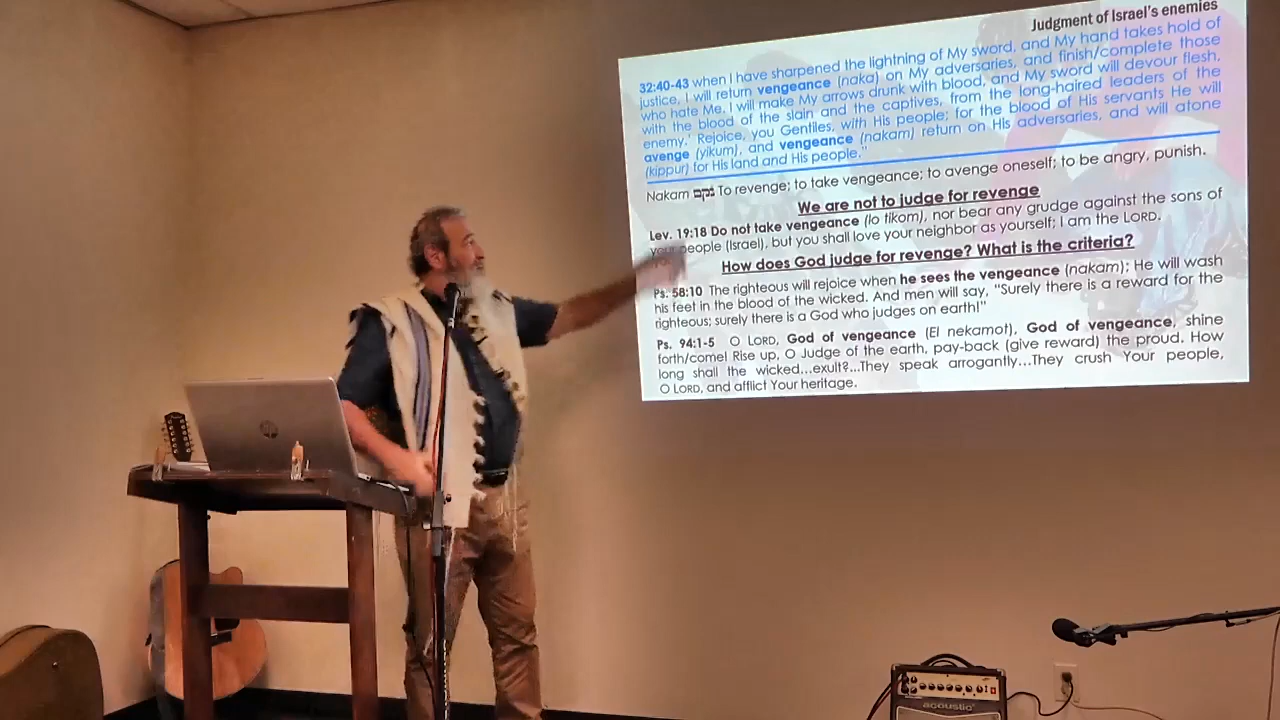 Judgment of Israel's enemies
32:40-43 when I have sharpened the lightning of My sword, and My hand takes hold of
justice, I will return vengeance (naka) on My adversaries, and finish/complete those
who hate Me. I will make My arrows drunk with blood, and My sword will devour flesh,
with the blood of the slain and the captives, from the long-haired leaders of the
enemy.' Rejoice, you Gentiles, with His people; for the blood of His servants He will
avenge (yikum), and vengeance (nakam) return on His adversaries, and will atone
(kippur) for His land and His people."
Nakam נקם To revenge; to take vengeance; to avenge oneself; to be angry, punish.
We are not to judge for revenge
Lev. 19:18 Do not take vengeance (lo tikom), nor bear any grudge against the sons of
your people (Israel), but you shall love your neighbor as yourself; I am the LORD.
How does God judge for revenge? What is the criteria?
Ps. 58:10 The righteous will rejoice when he sees the vengeance (nakam); He will wash
his feet in the blood of the wicked. And men will say, "Surely there is a reward for the
righteous; surely there is a God who judges on earth!"
Ps. 94:1-5 O LORD, God of vengeance (El nekamot), God of vengeance, shine
forth/come! Rise up, O Judge of the earth, pay-back (give reward) the proud. How
long shall the wicked...exult?...They speak arrogantly...They crush Your people,
O LORD, and afflict Your heritage.
hp
acoustic